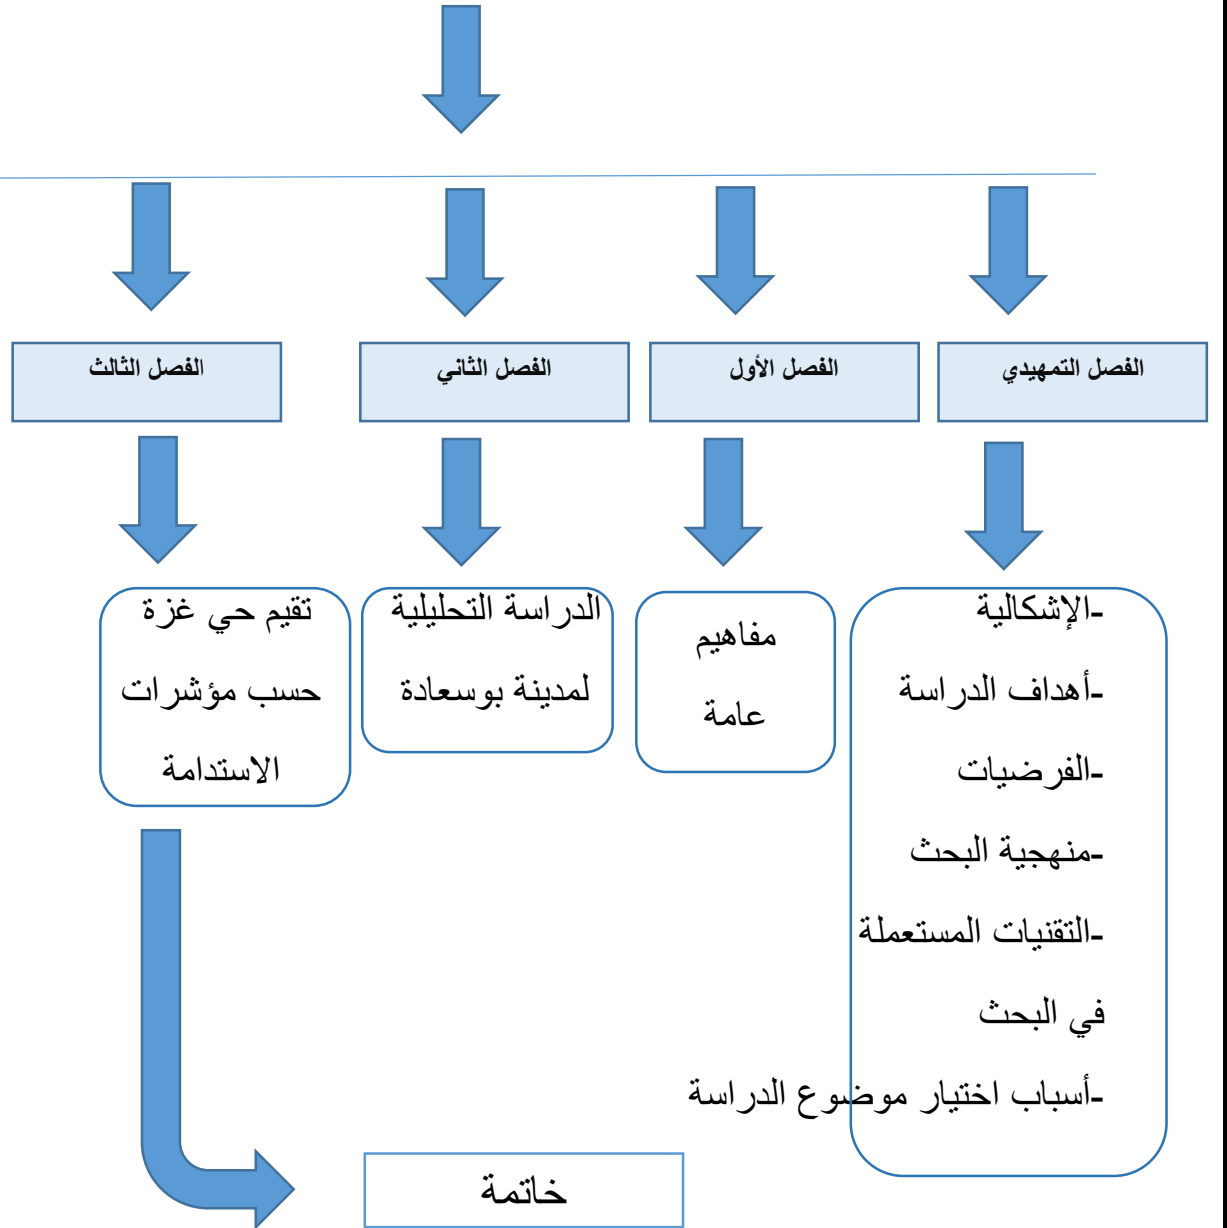 الفصل التمهيدي
الفصل الأول
الفصل الثاني
الفصل الثالث
-الإشكالية
-أهداف الدراسة
-الفرضيات
-منهجية البحث
-التقنيات المستعملة
في البحث
-أسباب اختيار موضوع الدراسة
مفاهيم
عامة
الدراسة التحليلية
لمدينة بوسعادة
تقيم حي غزة
حسب مؤشرات
الاستدامة
خاتمة